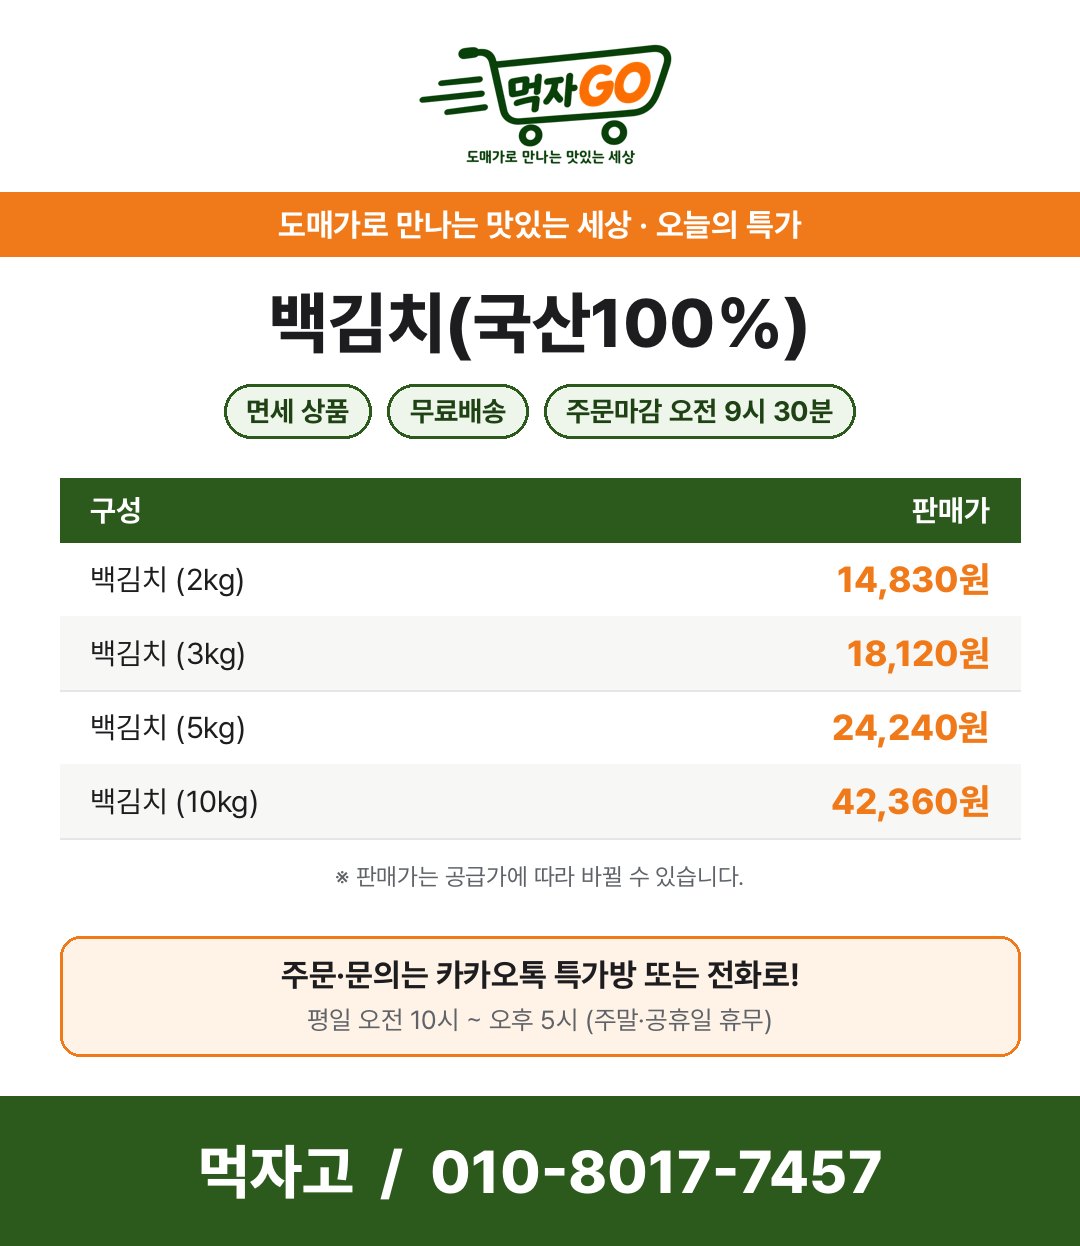 먹자GO
도매가로 만나는 맛있는 세상
도매가로 만나는 맛있는 세상 · 오늘의 특가
백김치(국산100%)
면세 상품 무료배송 주문마감 오전 9시 30분
구성 판매가
백김치 (2kg) 14,830원
백김치 (3kg) 18,120원
백김치 (5kg) 24,240원
백김치 (10kg) 42,360원
※ 판매가는 공급가에 따라 바뀔 수 있습니다.
주문·문의는 카카오톡 특가방 또는 전화로!
평일 오전 10시 ~ 오후 5시 (주말·공휴일 휴무)
먹자고 / 010-8017-7457